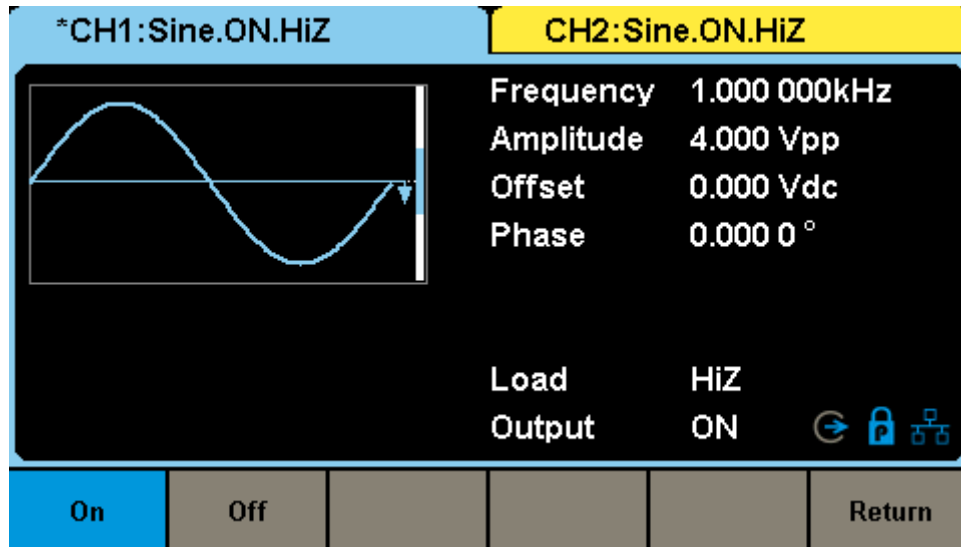 *CH1:Sine.ON.HiZ CH2:Sine.ON.HiZ
Frequency 1.000 000kHz
Amplitude 4.000 Vpp
Offset 0.000 Vdc
Phase 0.000 0 °
Load HiZ
Output ON P
On Off Return